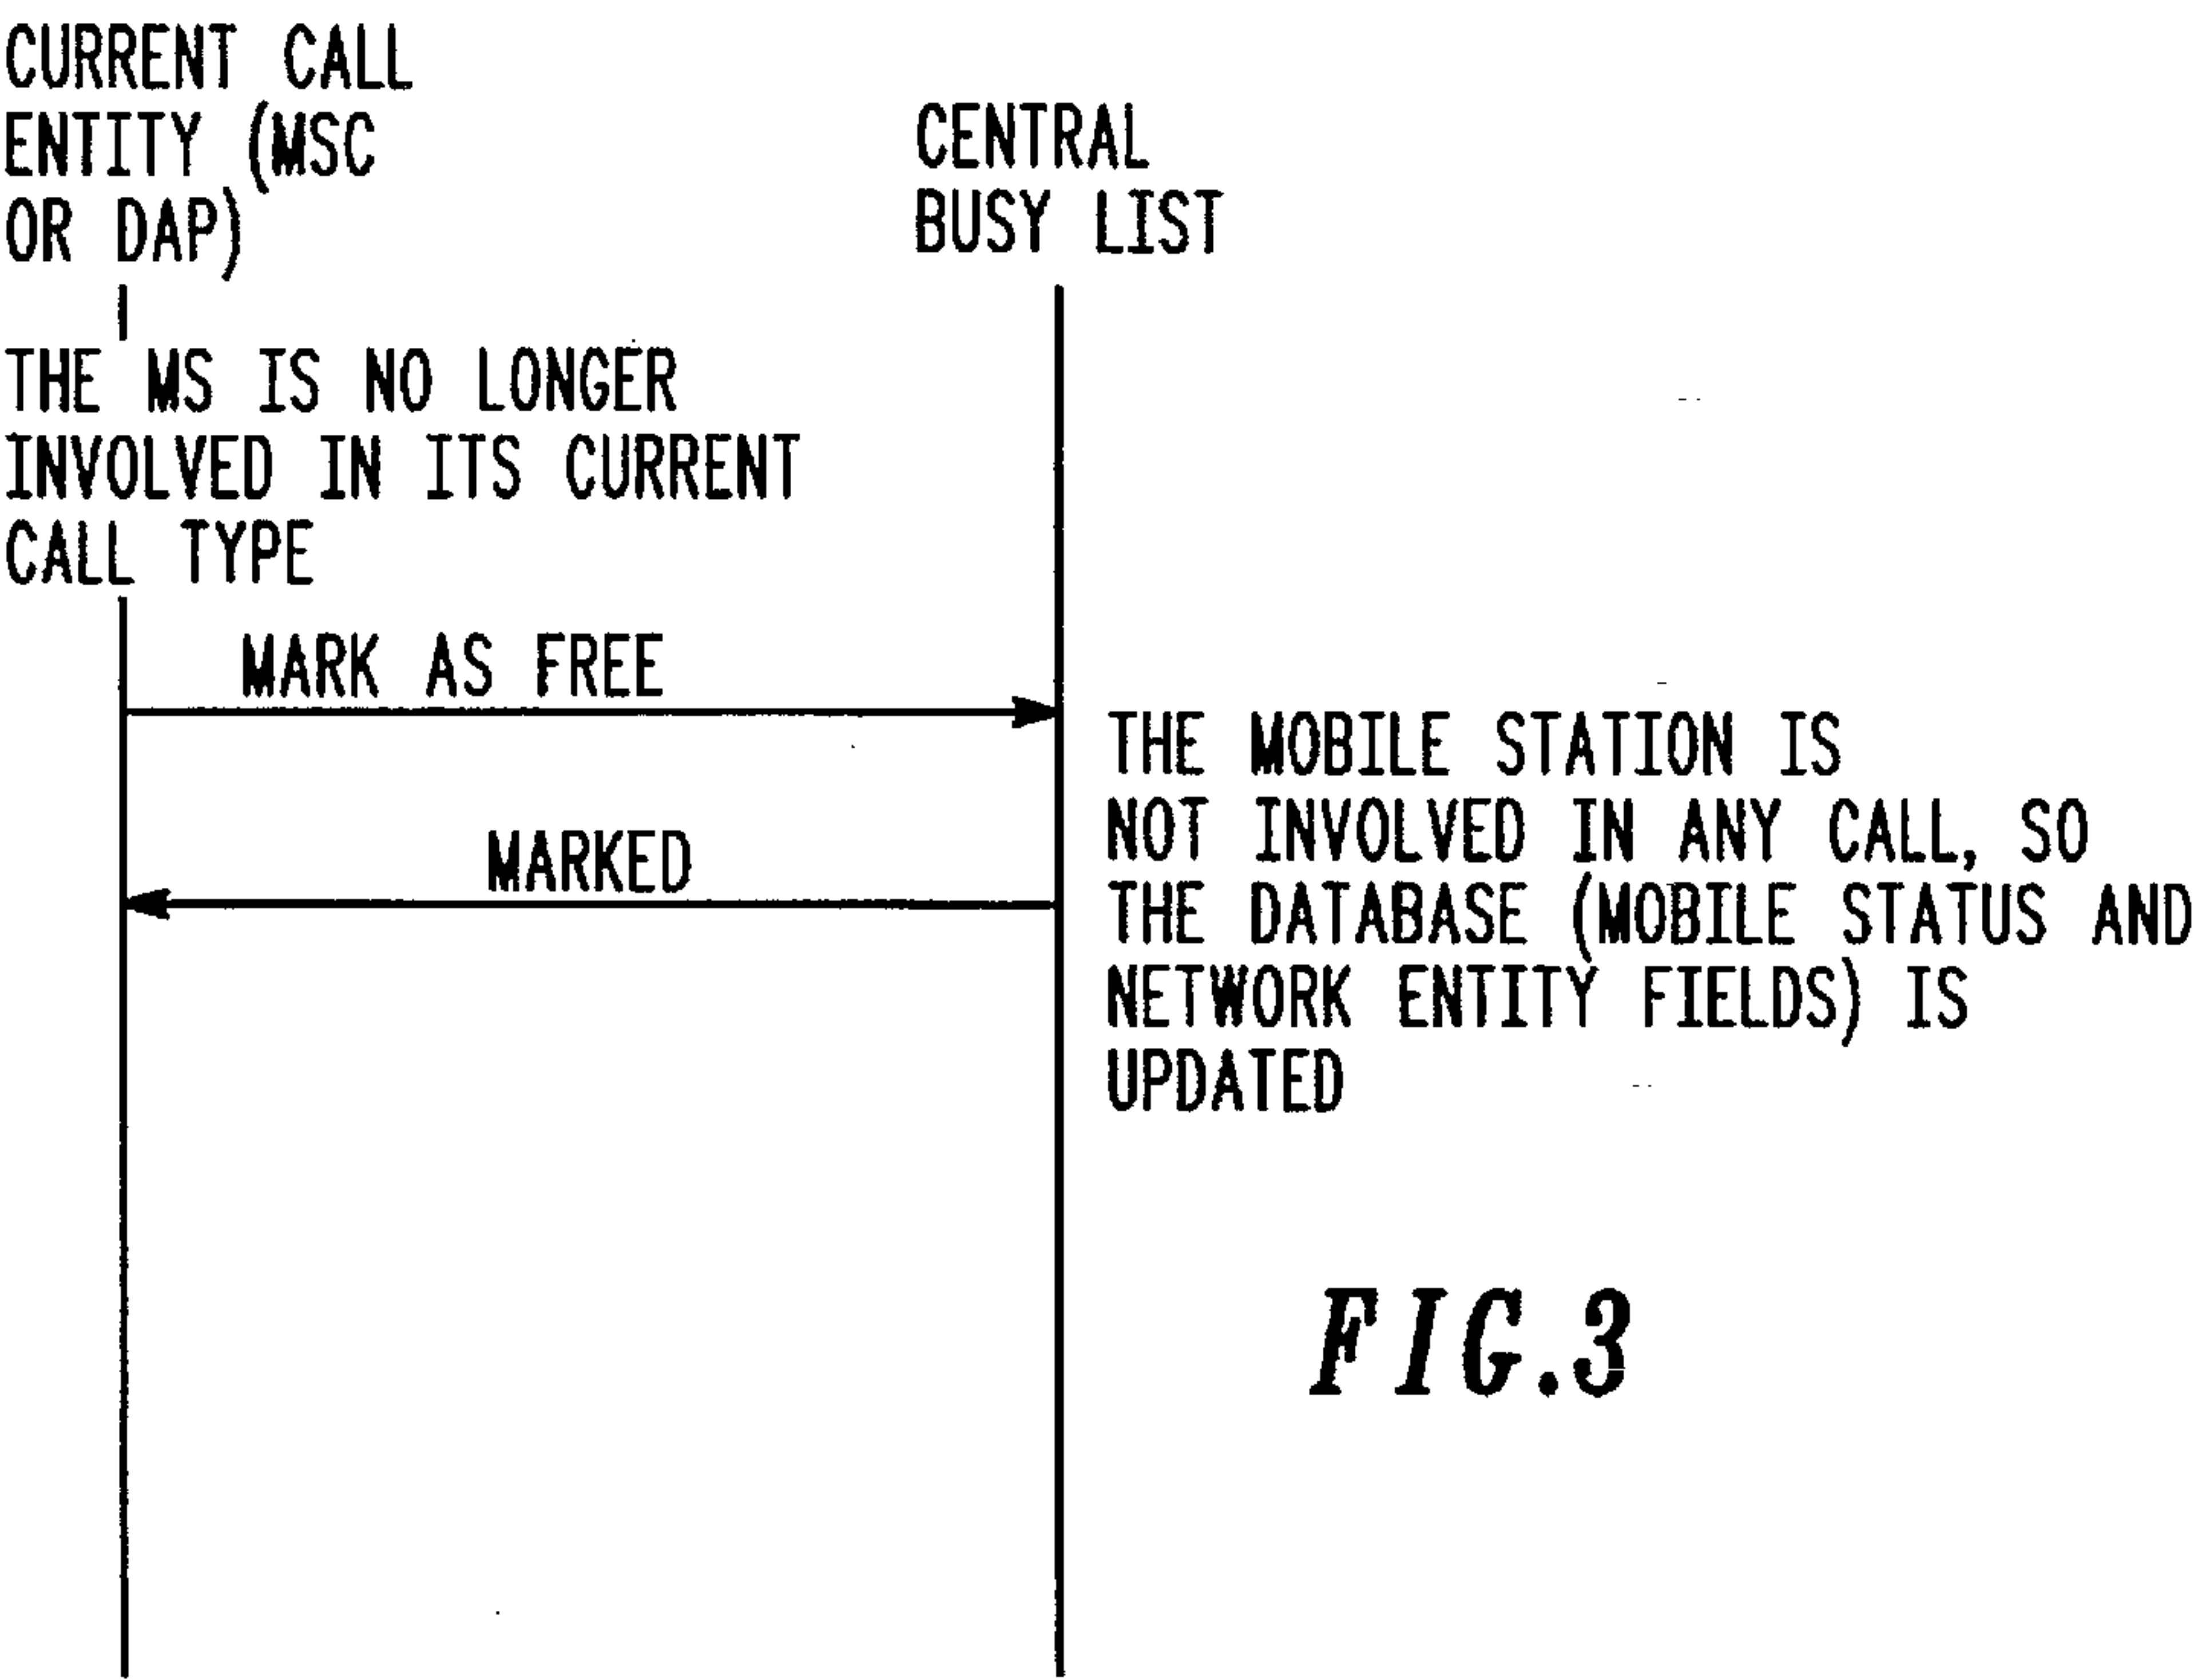 CURRENT CALL
ENTITY (MSC
OR DAP)
CENTRAL
BUSY LIST
THE MS IS NO LONGER
INVOLVED IN ITS CURRENT
CALL TYPE
MARK AS FREE
THE MOBILE STATION IS
NOT INVOLVED IN ANY CALL, SO
THE DATABASE (MOBILE STATUS AND
NETWORK ENTITY FIELDS) IS
UPDATED
MARKED
FIG.3